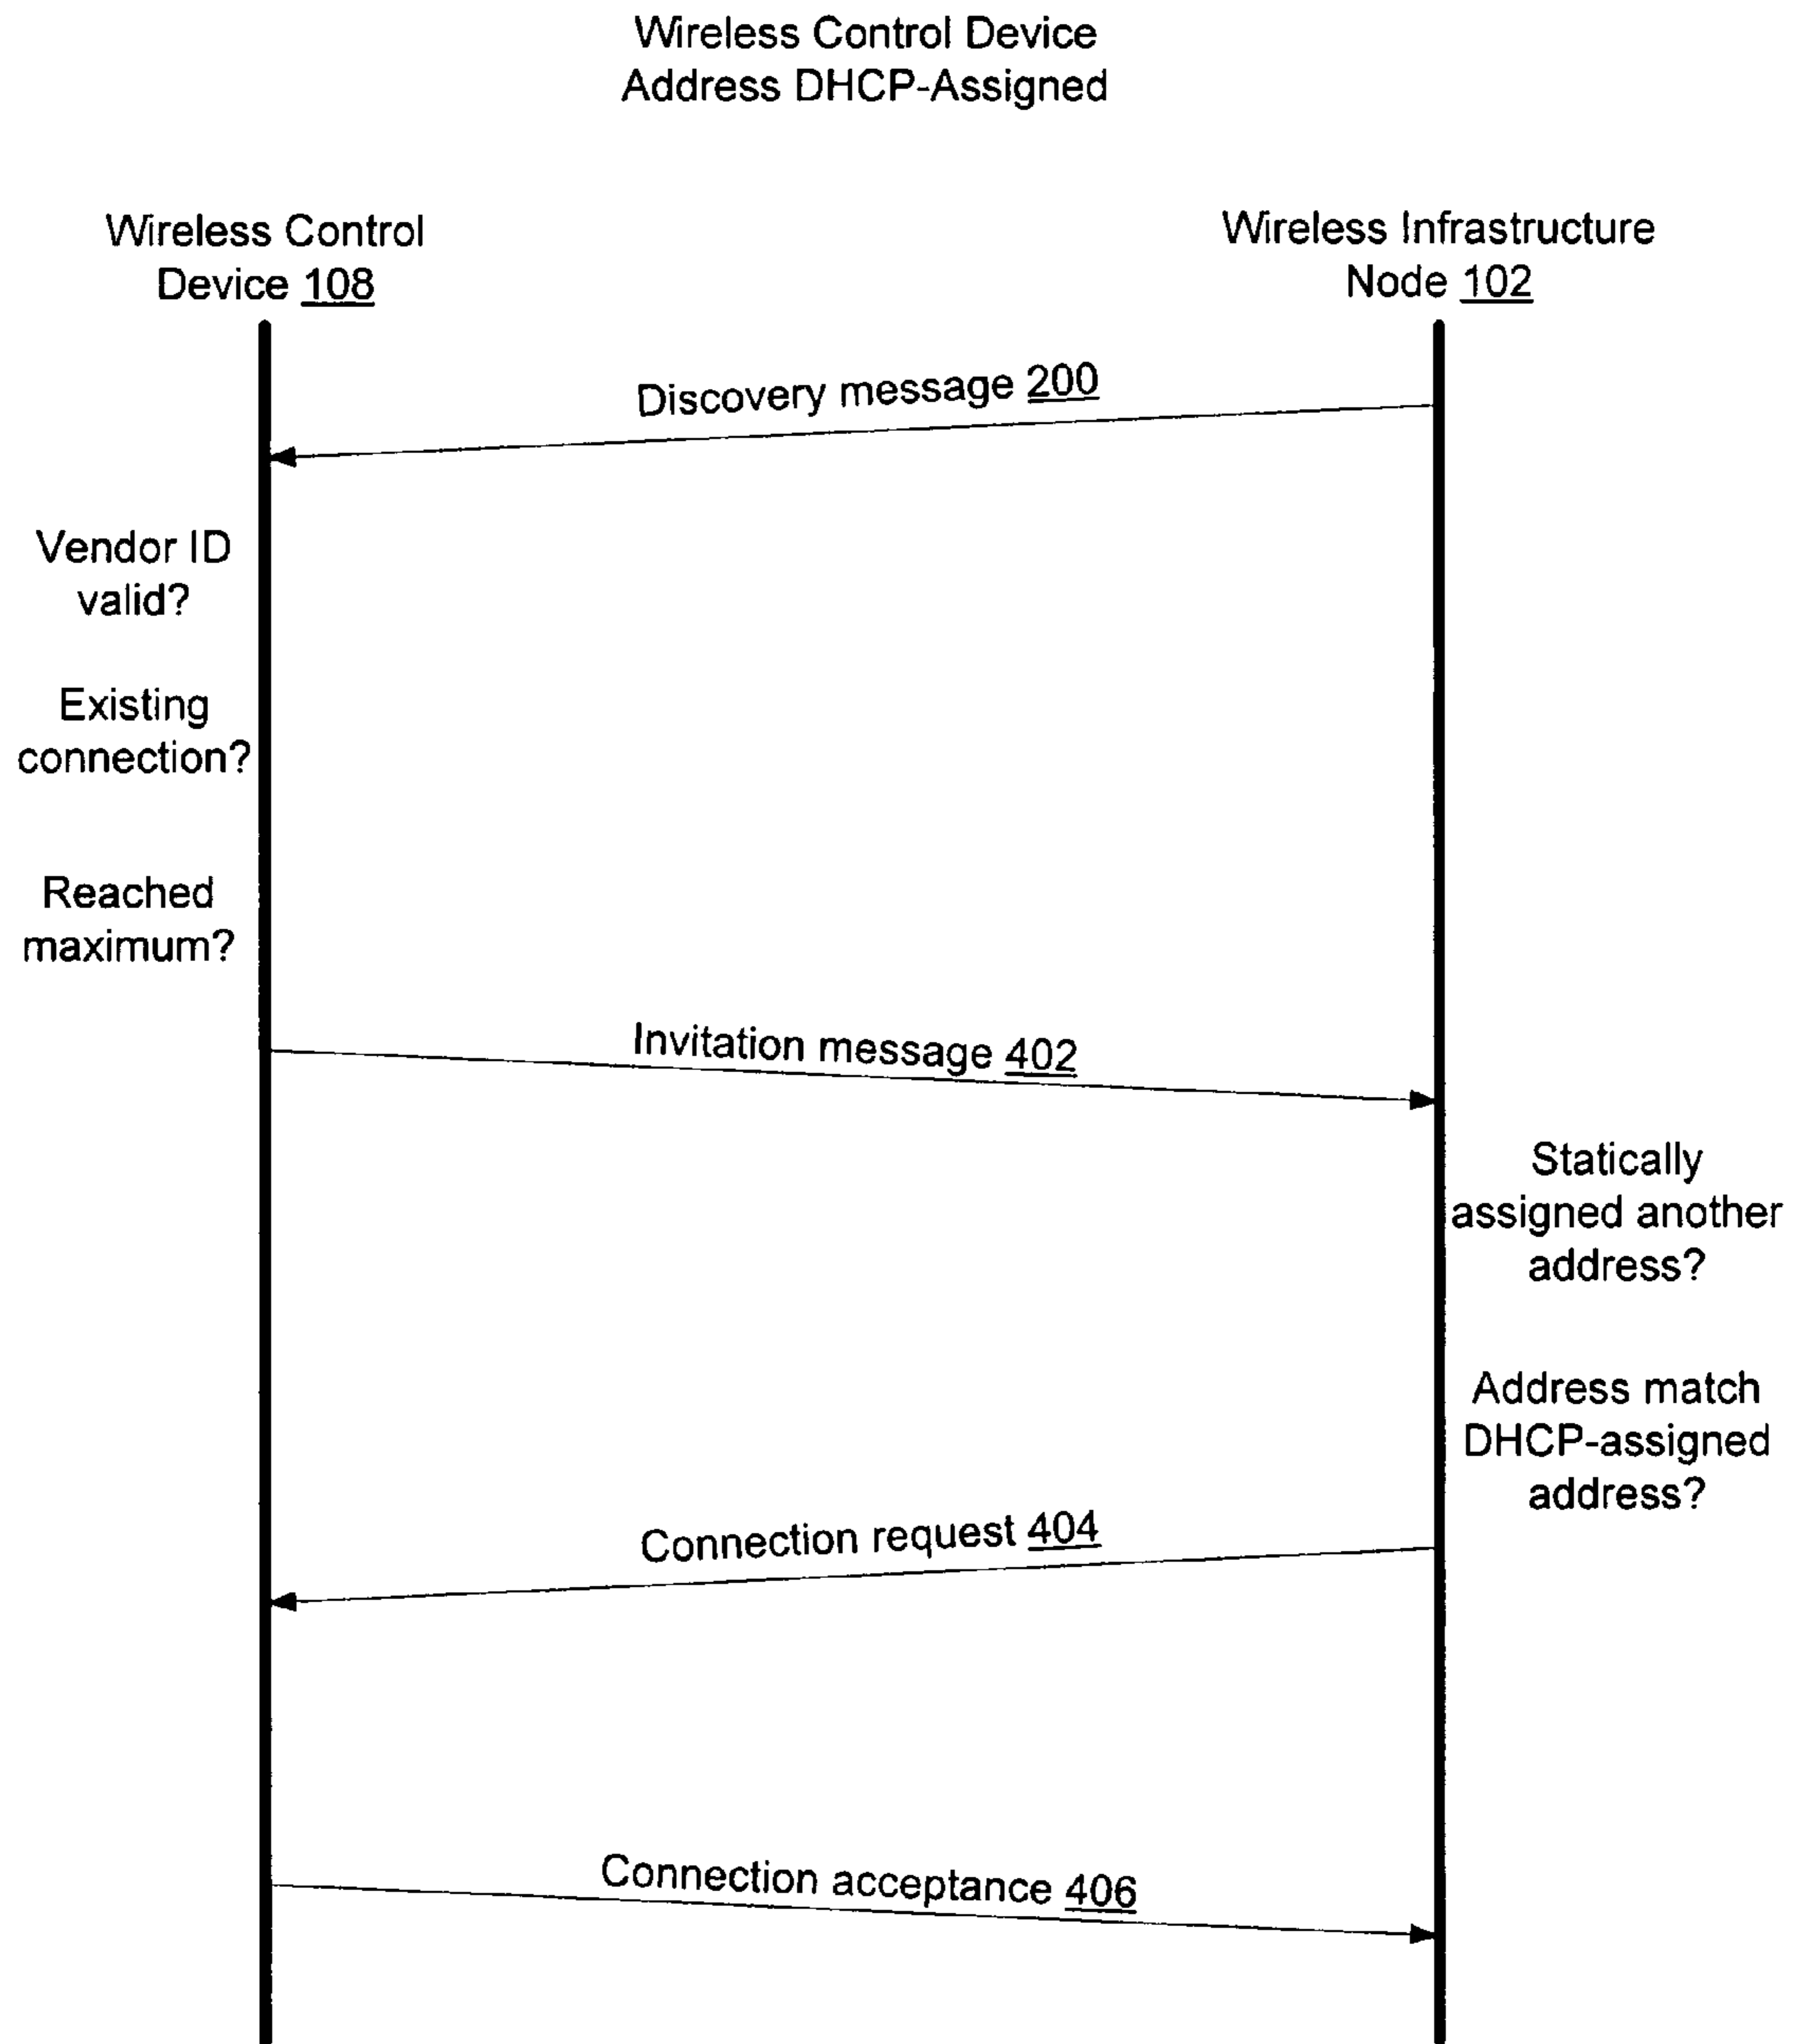 Wireless Control Device
Address DHCP-Assigned
Wireless Control
Device 108
Wireless Infrastructure
Node 102
Discovery message 200
Vendor ID
valid?
Existing
connection?
Reached
maximum?
Invitation message 402
Statically
assigned another
address?
Address match
DHCP-assigned
address?
Connection request 404
Connection acceptance 406